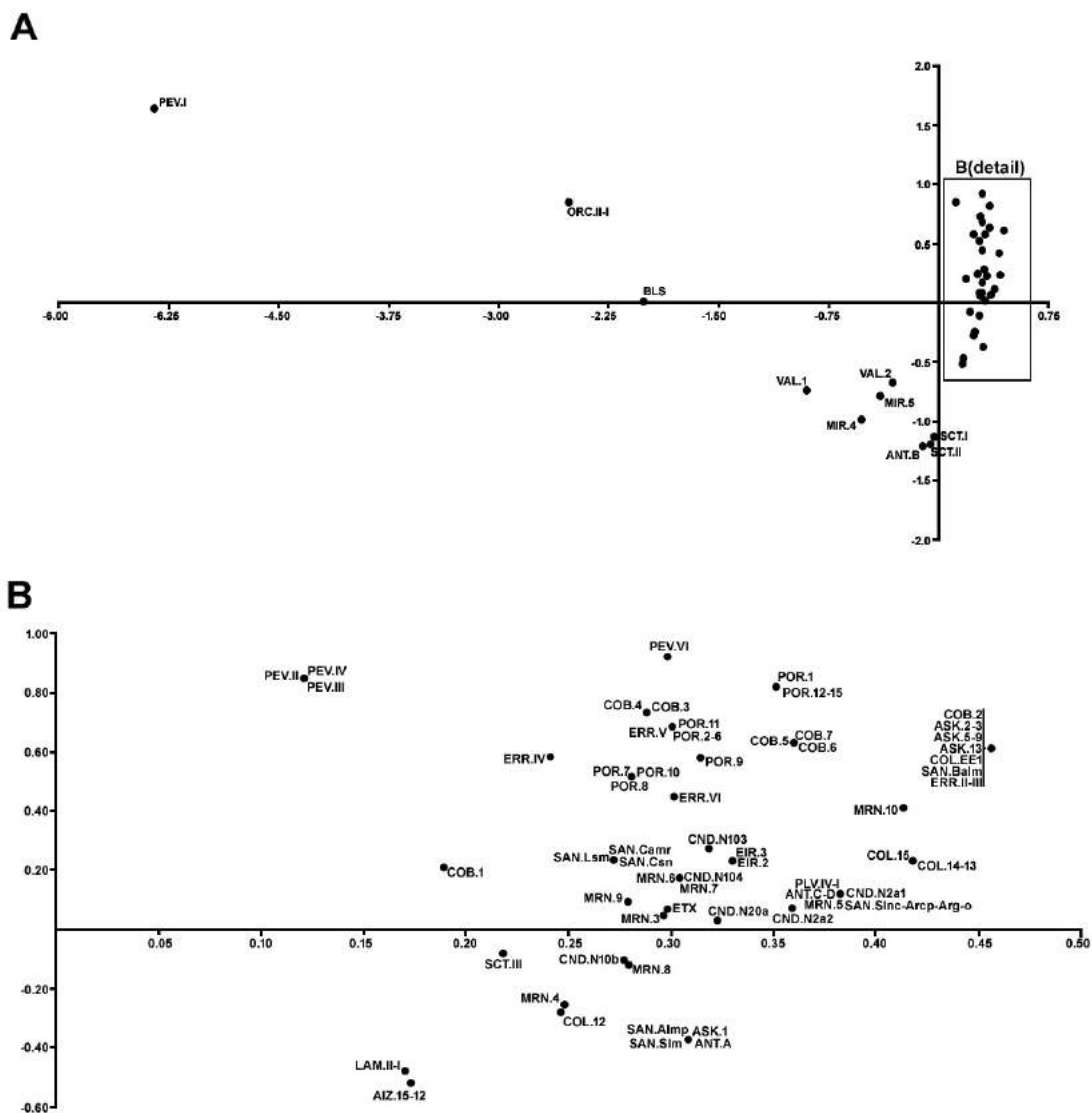 A
2.0
PEV.I
1.5
B(detail)
1.0
ORC.II-I
0.5
BLS
-6.00 -5.25 -4.50 -3.75 -3.00 -2.25 -1.50 -0.75 0.75
VAL.1 VAL.2
-0.5
MIR.5
MIR.4
-1.0
SCT.I
ANT.B SCT.II
-1.5
-2.0
B
1.00
PEV.VI
PEV.II PEV.IV
PEV.III
POR.1
0.80
POR.12-15
COB.4 COB.3
COB.2
ASK.2-3
ASK.5-9
ASK.13
COL.EE1
SAN.Balm
ERR.II-III
POR.11
ERR.V POR.2-6
COB.7
COB.5 COB.6
0.60
ERR.IV
POR.9
POR.7 POR.10
POR.8
ERR.VI
0.40
MRN.10
CND.N103
SAN.Camr
SAN.Lsm SAN.Csn
EIR.3
EIR.2
COL.15 COL.14-13
0.20
COB.1
MRN.6 CND.N104
MRN.7
PLV.IV-I
ANT.C-D CND.N2a1
MRN.5 SAN.Slnc-Arcp-Arg-o
MRN.9
ETX
MRN.3
CND.N20a
CND.N2a2
0.05 0.10 0.15 0.20 0.25 0.30 0.35 0.40 0.45 0.50
SCT.III
CND.N10b MRN.8
-0.20
MRN.4
COL.12
SAN.Almp ASK.1
SAN.Slm ANT.A
-0.40
LAM.II-I
AIZ.15-12
-0.60